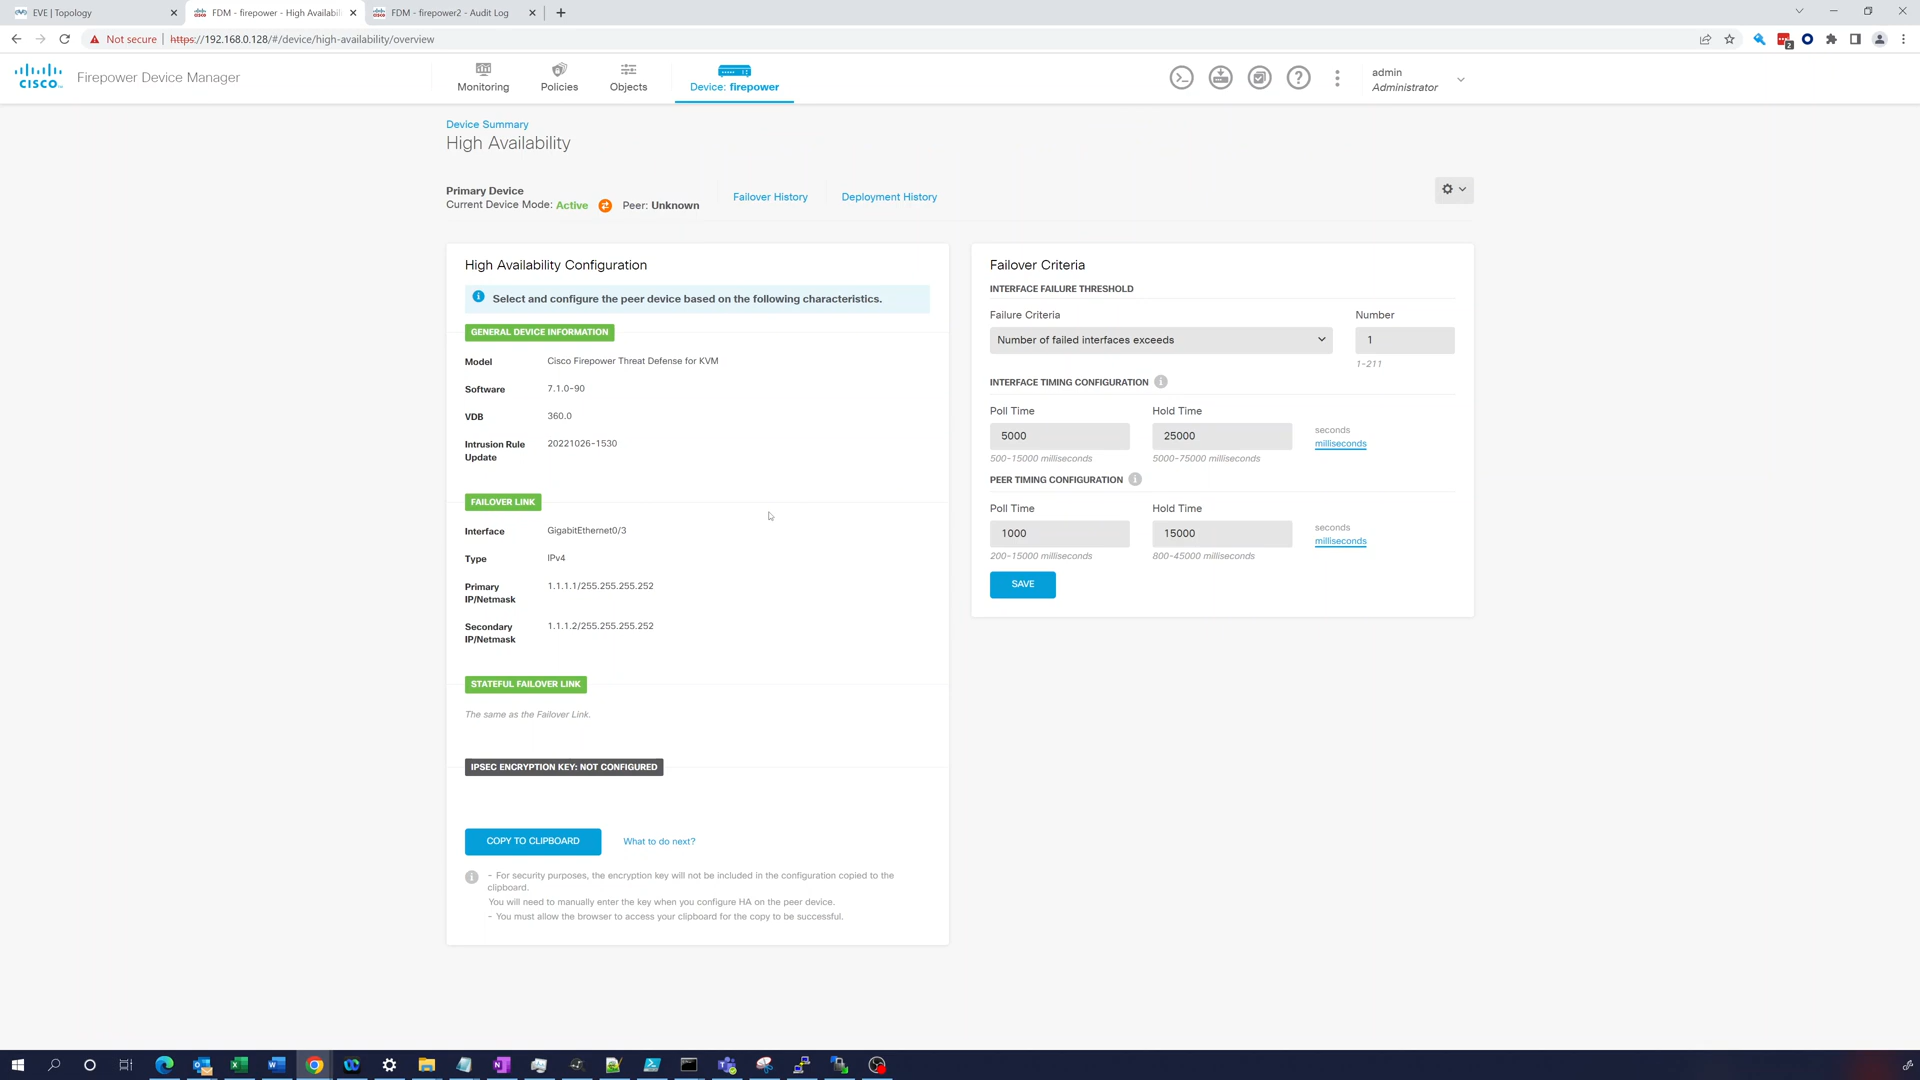 EVE | Topology
FDM - firepower - High Availabili
FDM - firepower2 - Audit Log
Not secure
https://192.168.0.128/#/device/high-availability/overview
2
CISCO
Firepower Device Manager
Monitoring
Policies
Objects
Device: firepower
admin
Administrator
Device Summary
High Availability
Primary Device
Current Device Mode: Active
Peer: Unknown
Failover History
Deployment History
High Availability Configuration
Select and configure the peer device based on the following characteristics.
GENERAL DEVICE INFORMATION
Model
Cisco Firepower Threat Defense for KVM
Software
7.1.0-90
VDB
360.0
Intrusion Rule
Update
20221026-1530
FAILOVER LINK
Interface
GigabitEthernet0/3
Type
IPv4
Primary
IP/Netmask
1.1.1.1/255.255.255.252
Secondary
IP/Netmask
1.1.1.2/255.255.255.252
STATEFUL FAILOVER LINK
The same as the Failover Link.
IPSEC ENCRYPTION KEY: NOT CONFIGURED
COPY TO CLIPBOARD
What to do next?
- For security purposes, the encryption key will not be included in the configuration copied to the
clipboard.
You will need to manually enter the key when you configure HA on the peer device.
- You must allow the browser to access your clipboard for the copy to be successful.
Failover Criteria
INTERFACE FAILURE THRESHOLD
Failure Criteria
Number
Number of failed interfaces exceeds
1
1-211
INTERFACE TIMING CONFIGURATION
Poll Time
Hold Time
5000
25000
seconds
milliseconds
500-15000 milliseconds
5000-75000 milliseconds
PEER TIMING CONFIGURATION
Poll Time
Hold Time
1000
15000
seconds
milliseconds
200-15000 milliseconds
800-45000 milliseconds
SAVE